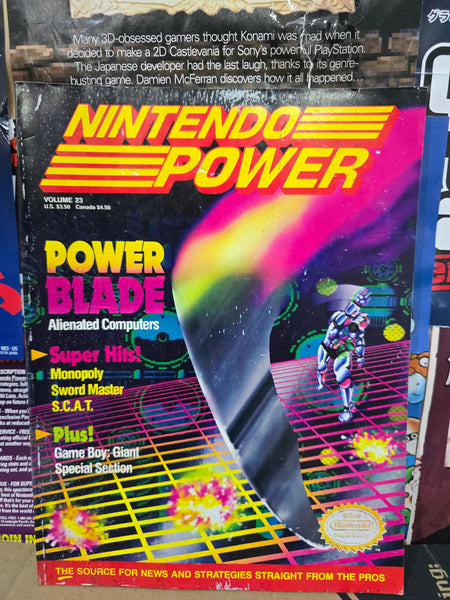 Many 3D-obsessed gamers thought Konami was mad when it
decided to make a 2D Castlevania for Sony's powerful PlayStation.
The Japanese developer had the last laugh, thanks to its genre-
busting game. Damien McFerran discovers how it all happened...
NINTENDO
POWER
VOLUME 23
U.S. $3.50 Canada $4.50
POWER
BLADE
Alienated Computers
Super Hits!
Monopoly
Sword Master
S.C.A.T.
Plus!
Game Boy: Giant
Special Section
Official
Nintendo
THE SOURCE FOR NEWS AND STRATEGIES STRAIGHT FROM THE PROS